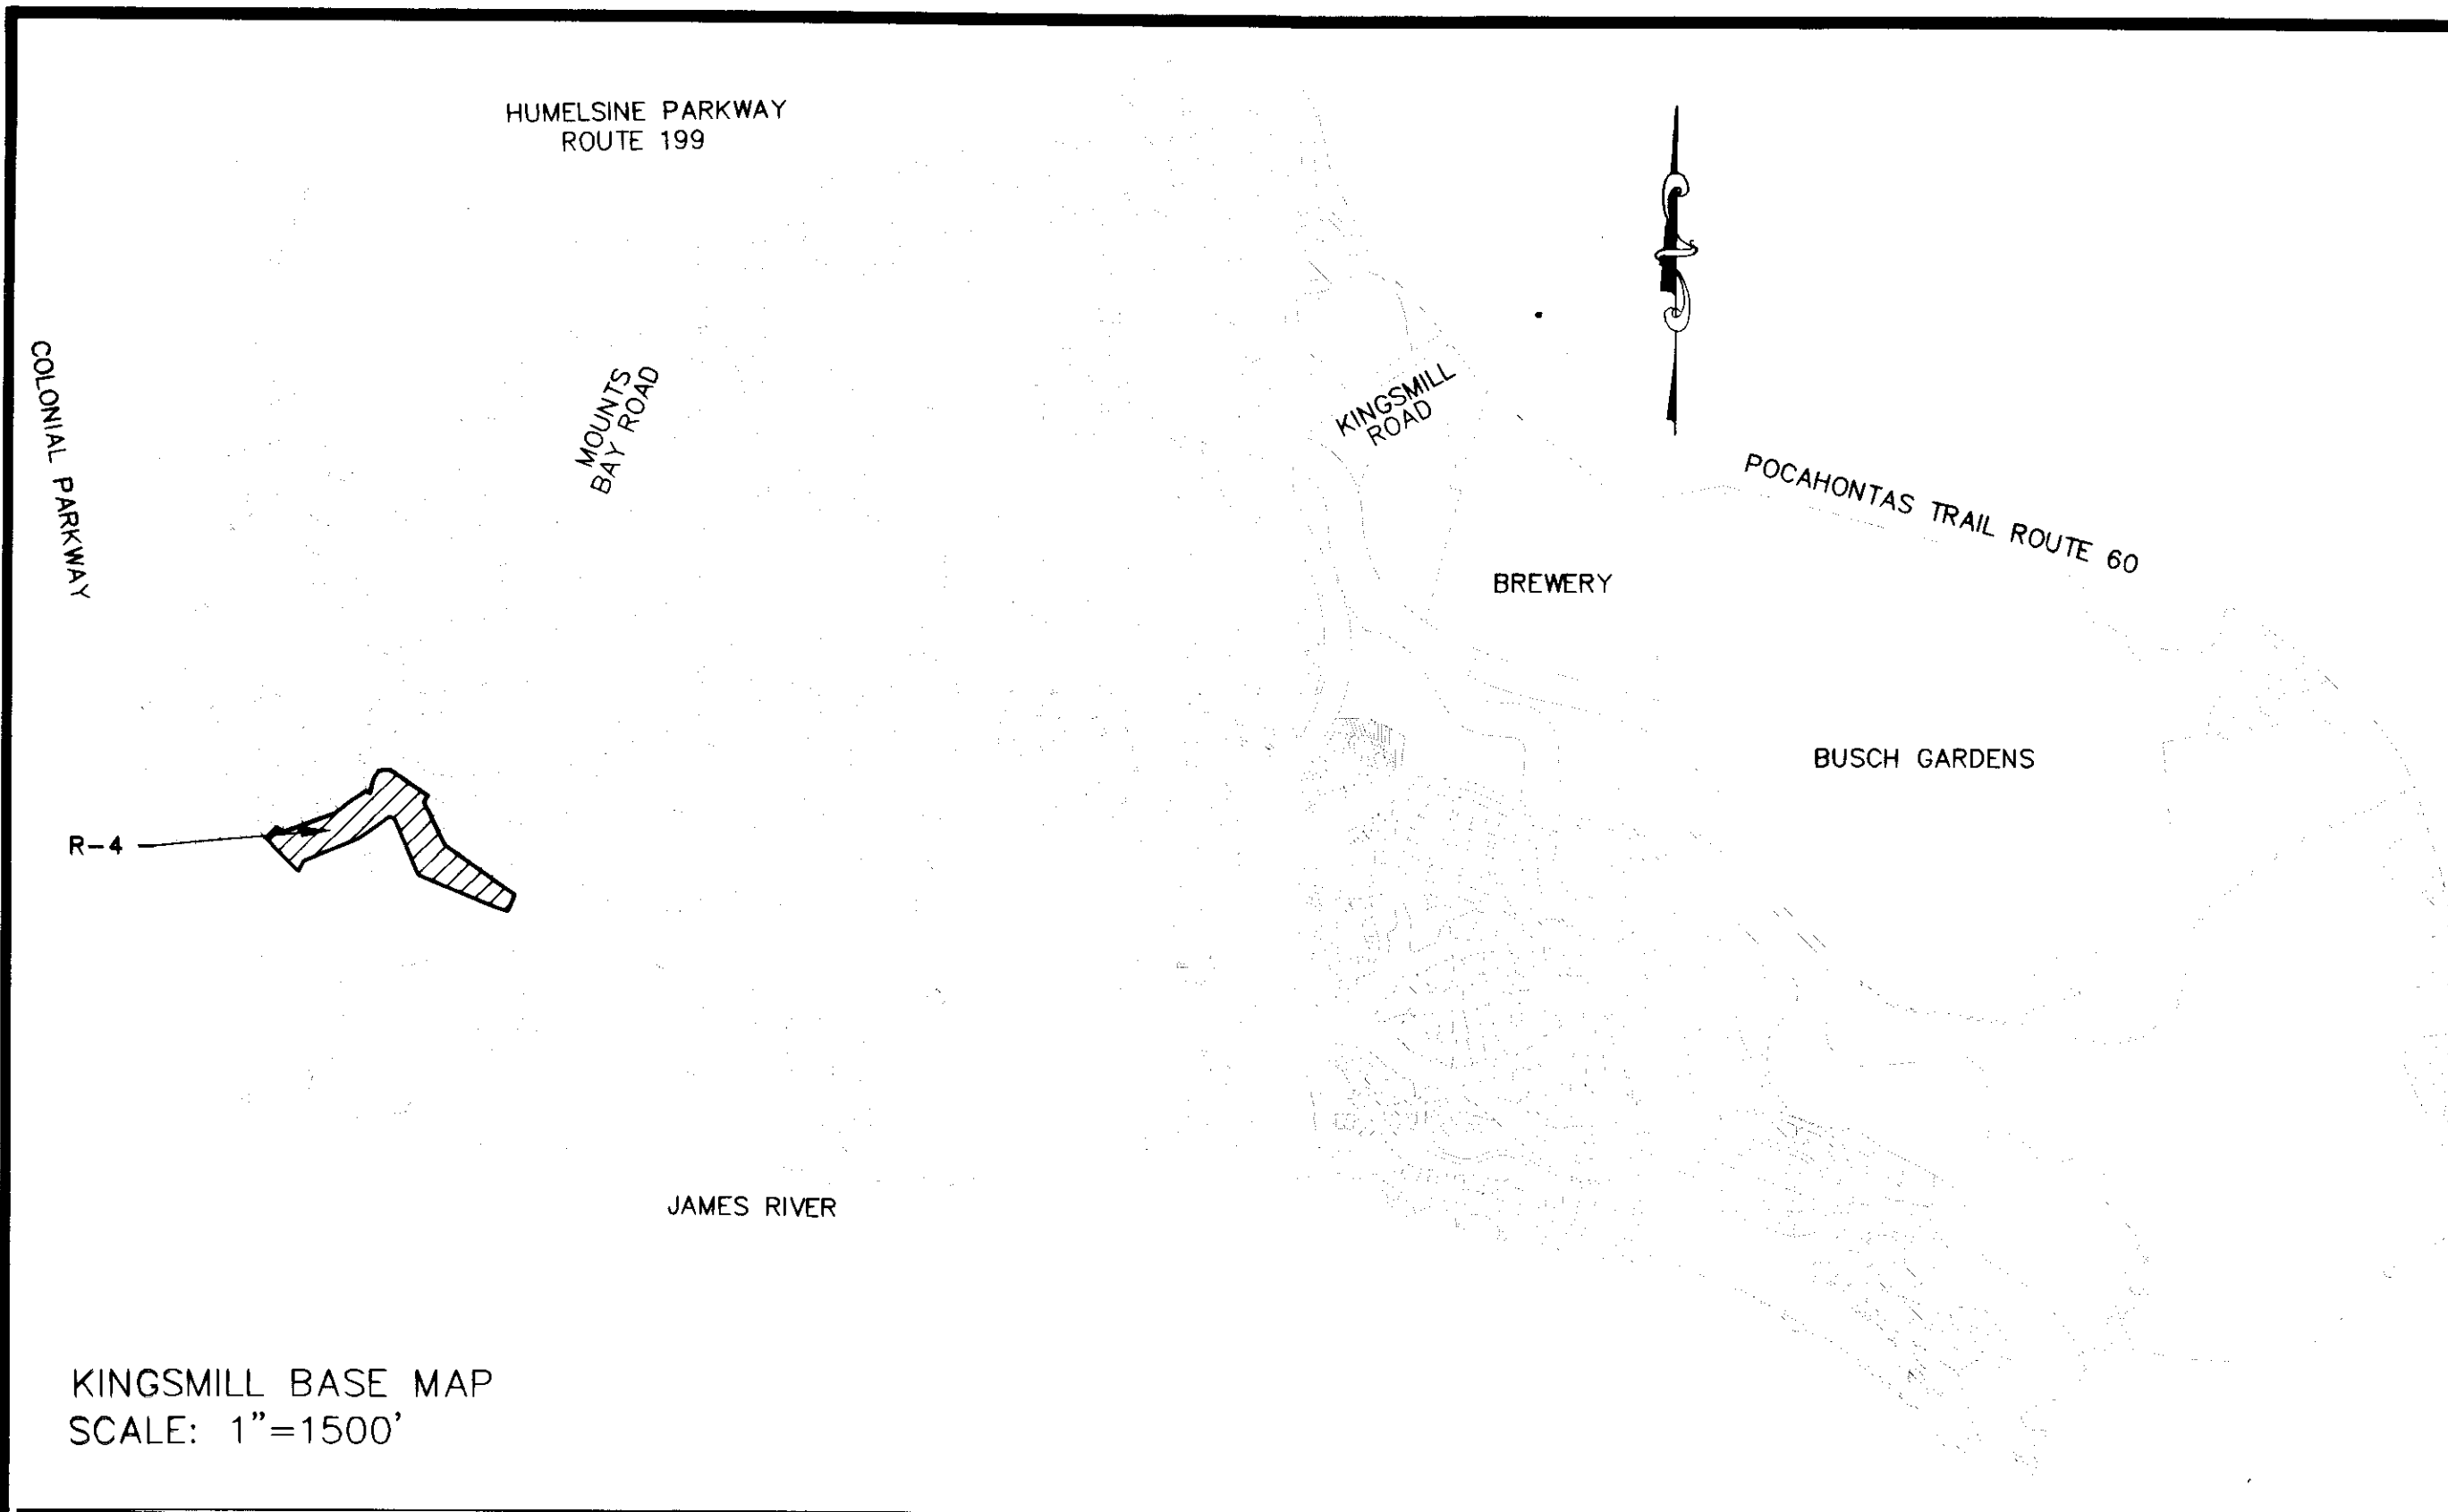 HUMELSINE PARKWAY
ROUTE 199
COLONIAL PARKWAY
MOUNTS
BAY ROAD
KINGSMILL
ROAD
POCAHONTAS TRAIL ROUTE 60
BREWERY
BUSCH GARDENS
R-4
JAMES RIVER
KINGSMILL BASE MAP
SCALE: 1"=1500'